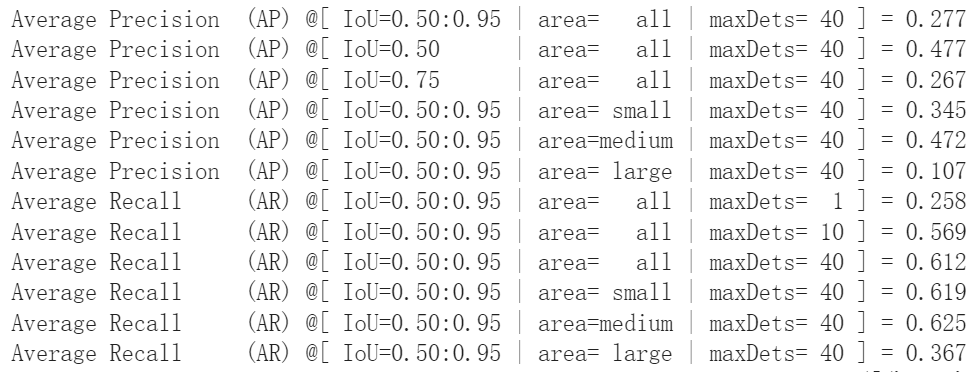 Average Precision  (AP) @[ IoU=0.50:0.95 | area=   all | maxDets= 40 ] = 0.277
Average Precision  (AP) @[ IoU=0.50      | area=   all | maxDets= 40 ] = 0.477
Average Precision  (AP) @[ IoU=0.75      | area=   all | maxDets= 40 ] = 0.267
Average Precision  (AP) @[ IoU=0.50:0.95 | area= small | maxDets= 40 ] = 0.345
Average Precision  (AP) @[ IoU=0.50:0.95 | area=medium | maxDets= 40 ] = 0.472
Average Precision  (AP) @[ IoU=0.50:0.95 | area= large | maxDets= 40 ] = 0.107
Average Recall     (AR) @[ IoU=0.50:0.95 | area=   all | maxDets=  1 ] = 0.258
Average Recall     (AR) @[ IoU=0.50:0.95 | area=   all | maxDets= 10 ] = 0.569
Average Recall     (AR) @[ IoU=0.50:0.95 | area=   all | maxDets= 40 ] = 0.612
Average Recall     (AR) @[ IoU=0.50:0.95 | area= small | maxDets= 40 ] = 0.619
Average Recall     (AR) @[ IoU=0.50:0.95 | area=medium | maxDets= 40 ] = 0.625
Average Recall     (AR) @[ IoU=0.50:0.95 | area= large | maxDets= 40 ] = 0.367